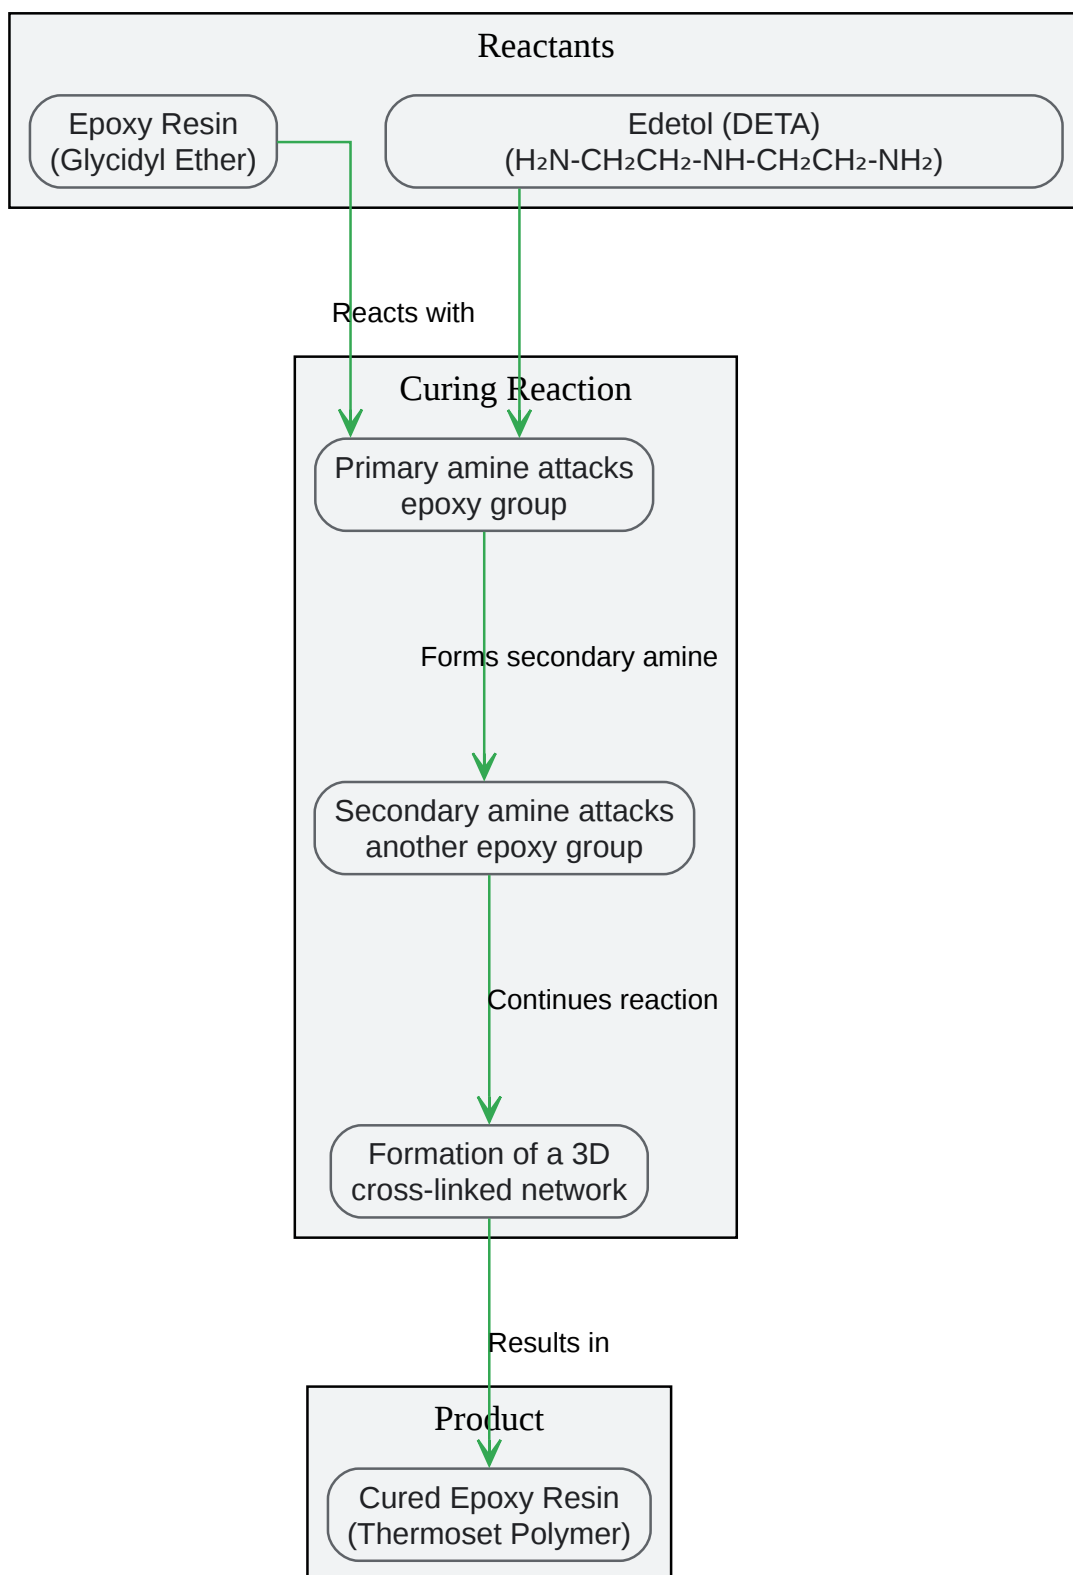 Reactants
Epoxy Resin
(Glycidyl Ether)
Edetol (DETA)
(H₂N-CH₂CH₂-NH-CH₂CH₂-NH₂)
Reacts with
Curing Reaction
Primary amine attacks
epoxy group
Forms secondary amine
Secondary amine attacks
another epoxy group
Continues reaction
Formation of a 3D
cross-linked network
Results in
Product
Cured Epoxy Resin
(Thermoset Polymer)